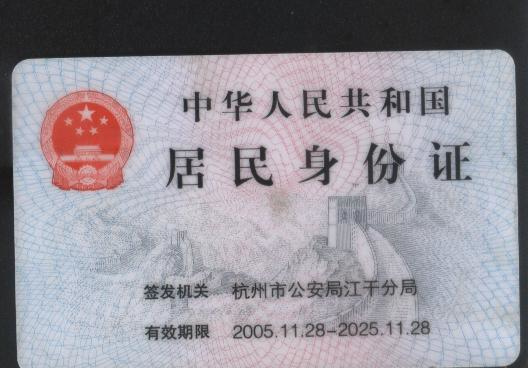 中华人民共和国
居民身份证
签发机关 杭州市公安局江干分局
有效期限 2005.11.28-2025.11.28